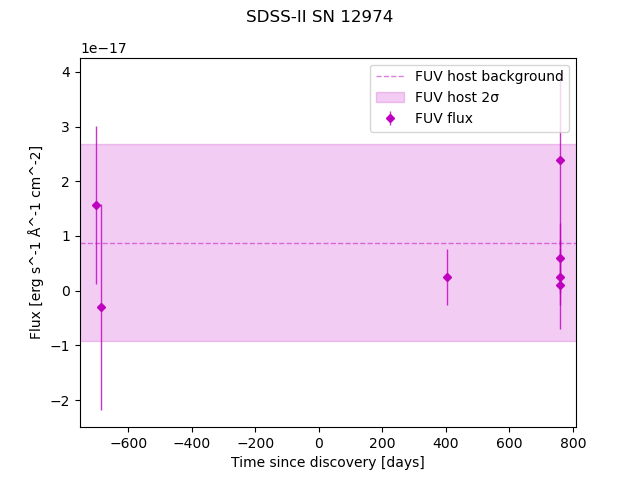 SDSS-II SN 12974
1e−17
FUV host background
FUV host 2σ
FUV flux
4
3
2
1
0
−1
−2
Flux [erg s^-1 Å^-1 cm^-2]
−600 −400 −200 0 200 400 600 800
Time since discovery [days]